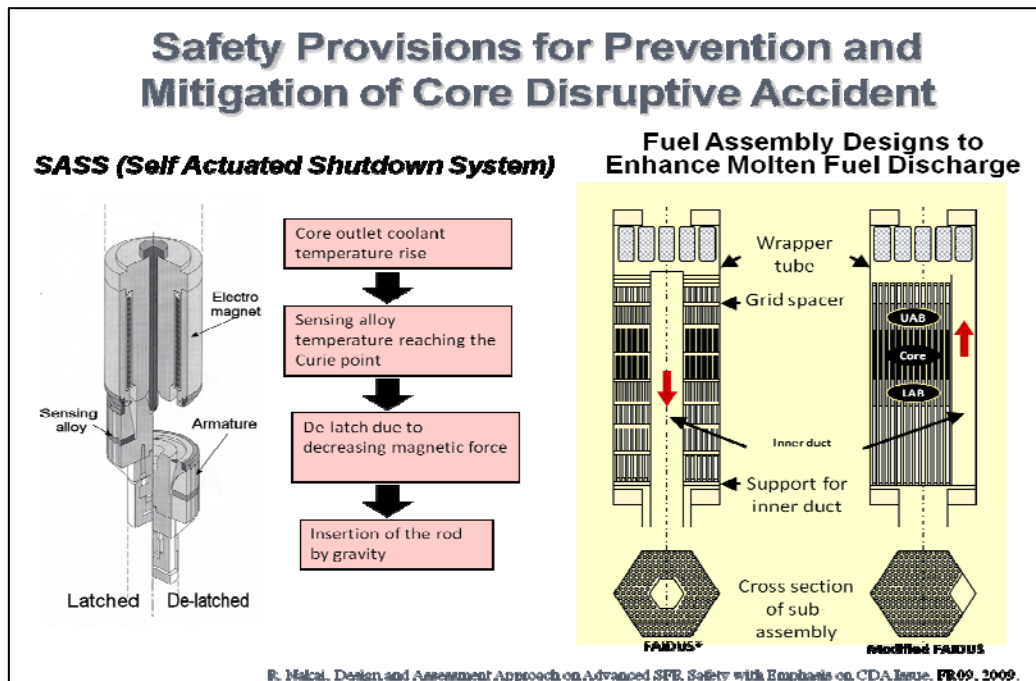 Safety Provisions for Prevention and
Mitigation of Core Disruptive Accident
SASS (Self Actuated Shutdown System)
Electro
magnet
Sensing
alloy
Armature
Latched
De-latched
Core outlet coolant
temperature rise
Sensing alloy
temperature reaching the
Curie point
De-latch due to
decreasing magnetic force
Insertion of the rod
by gravity
Fuel Assembly Designs to
Enhance Molten Fuel Discharge
Wrapper
tube
Grid spacer
UAB
Core
LAB
Inner duct
Support for
inner duct
Cross section
of sub-
assembly
FAIDUS*
Modified FAIDUS
R. Nakai, Design and Assessment Approach on Advanced SFR Safety with Emphasis on CDA Issue, FR09, 2009.